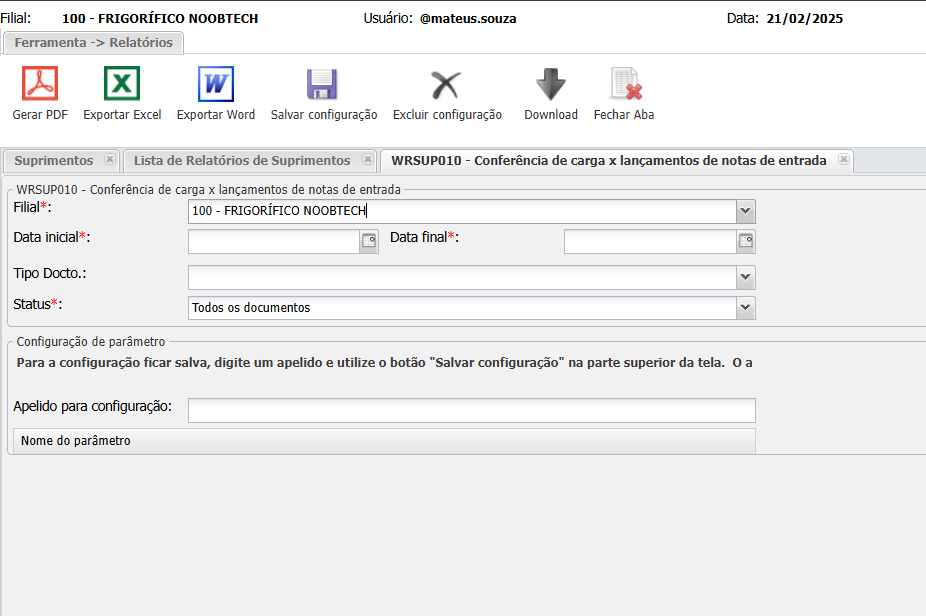 Filial: 100 - FRIGORÍFICO NOOBTECH Usuário: @mateus.souza Data: 21/02/2025
Ferramenta -> Relatórios
Gerar PDF Exportar Excel Exportar Word Salvar configuração Excluir configuração Download Fechar Aba
Suprimentos Lista de Relatórios de Suprimentos WRSUP010 - Conferência de carga x lançamentos de notas de entrada
WRSUP010 - Conferência de carga x lançamentos de notas de entrada
Filial*: 100 - FRIGORÍFICO NOOBTECH
Data inicial*: Data final*:
Tipo Docto.:
Status*: Todos os documentos
Configuração de parâmetro
Para a configuração ficar salva, digite um apelido e utilize o botão "Salvar configuração" na parte superior da tela. O a
Apelido para configuração:
Nome do parâmetro